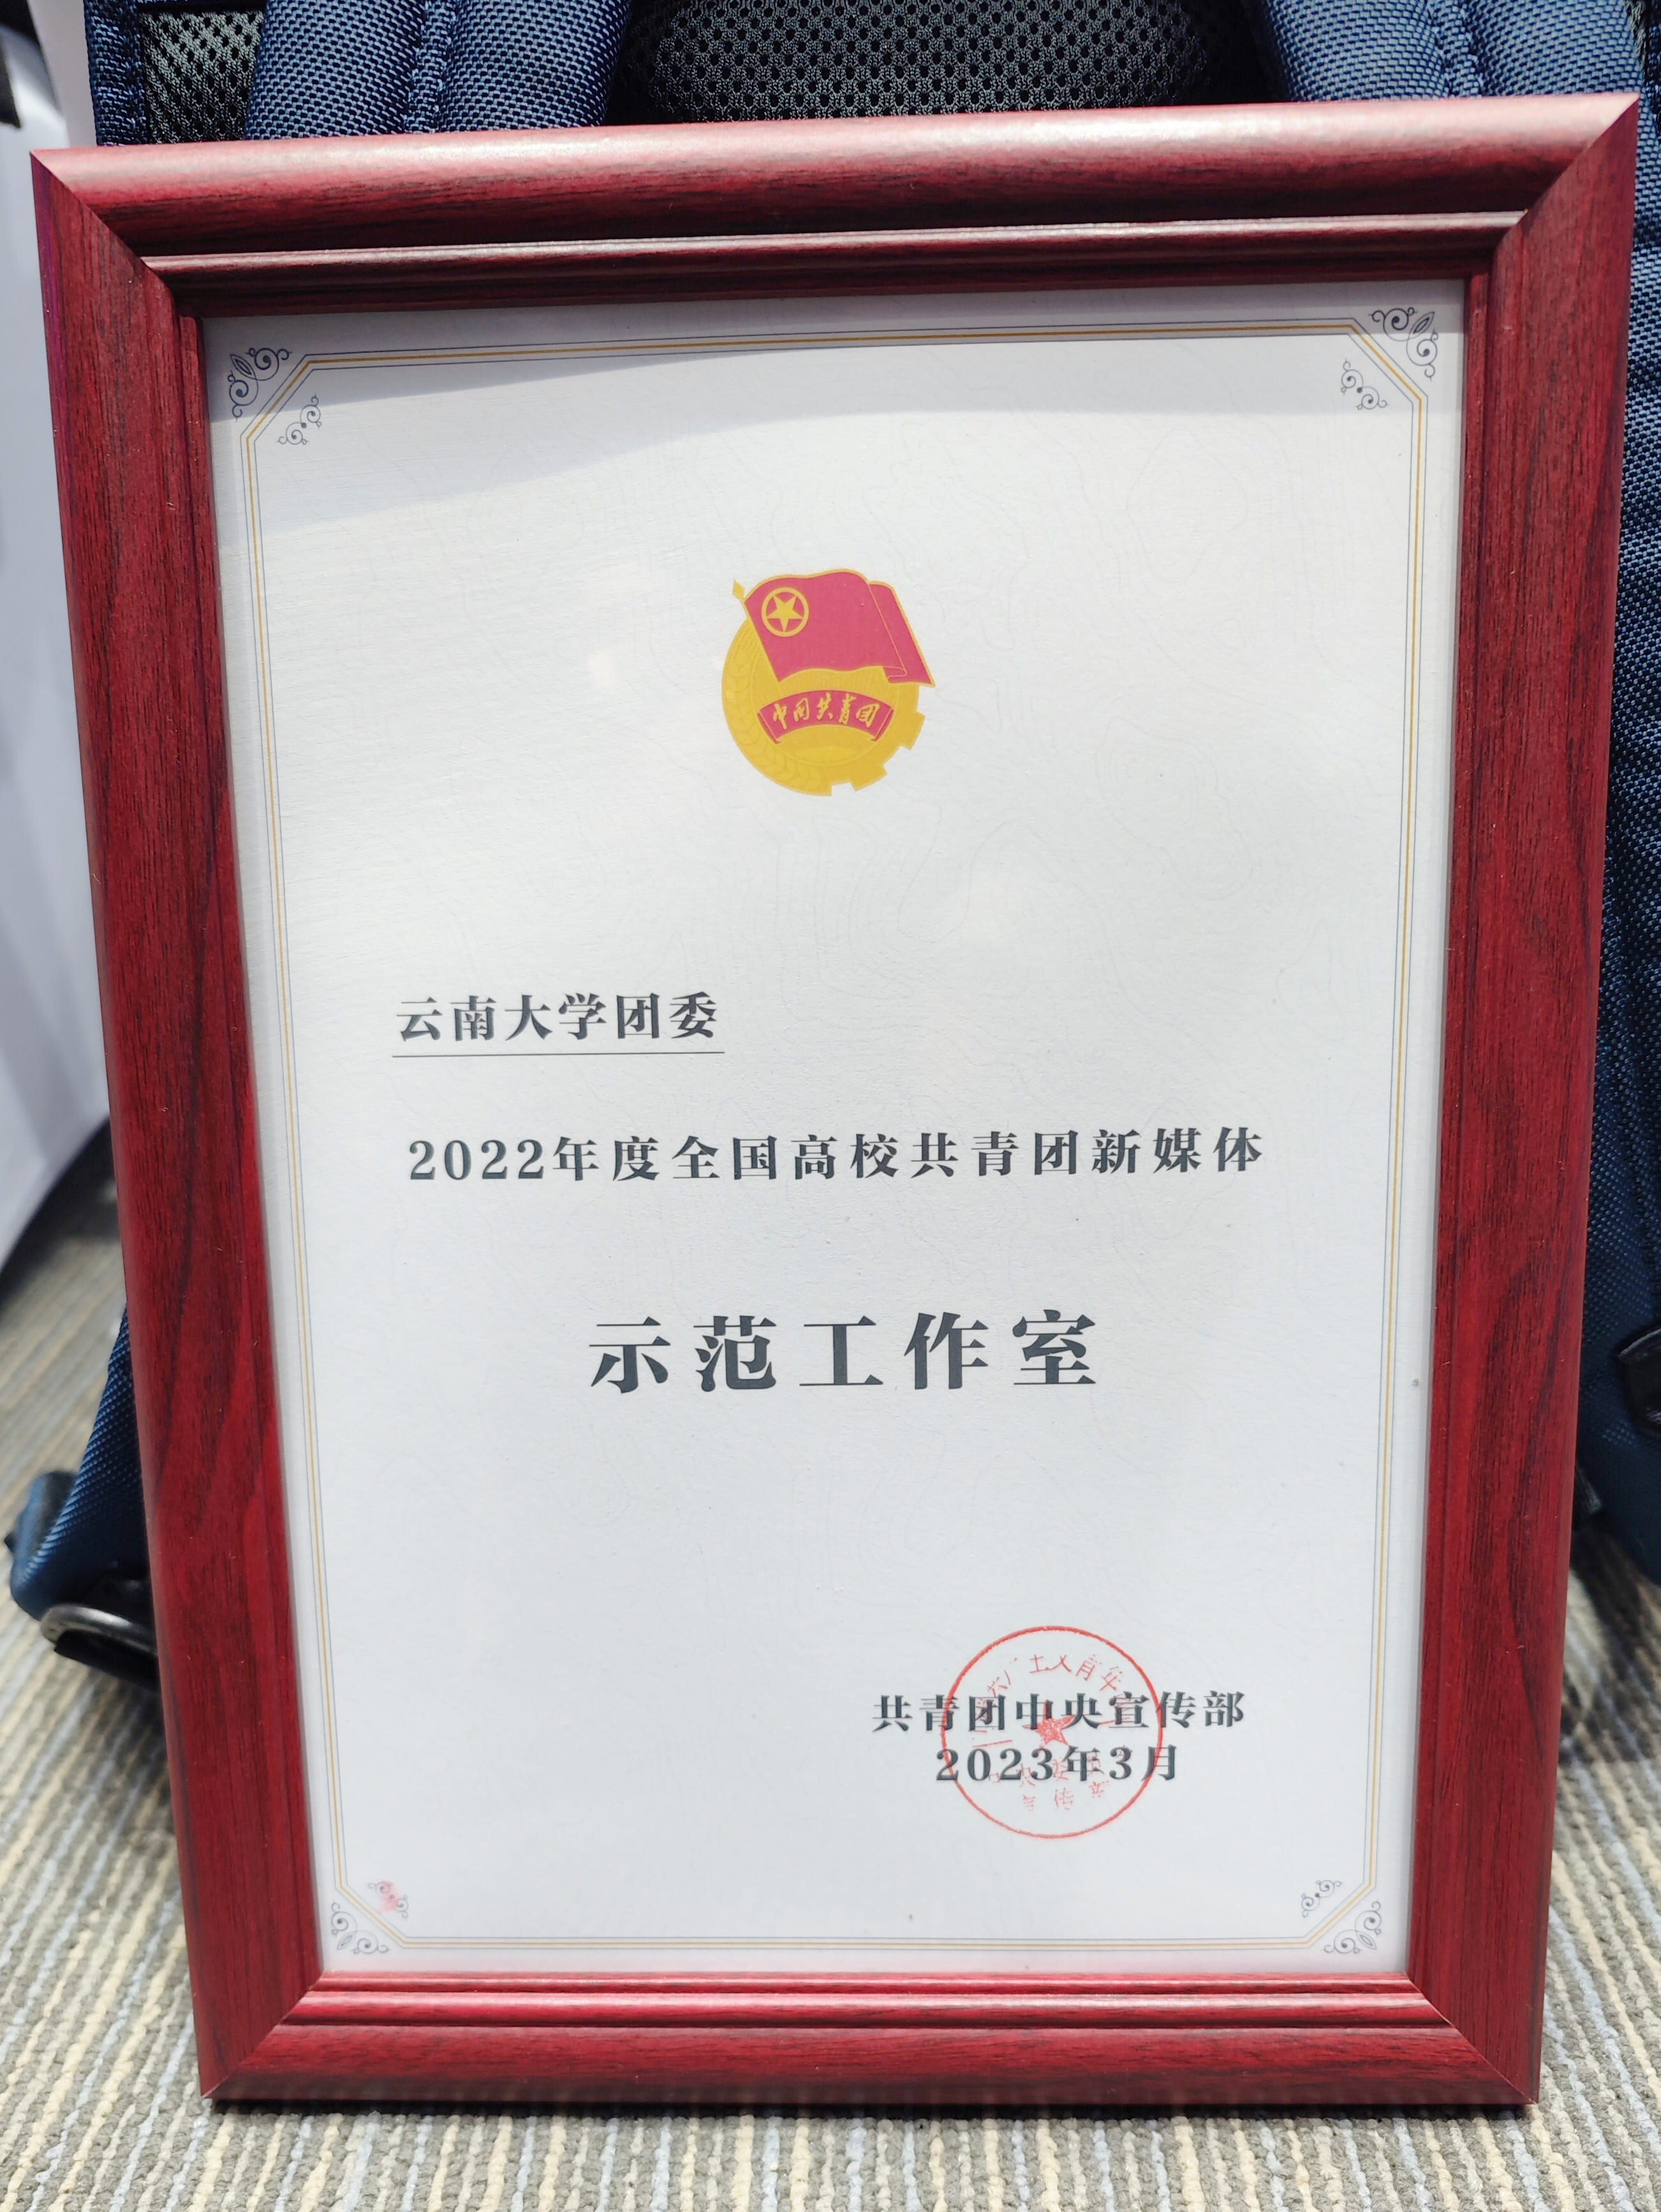 中国共青团
云南大学团委
2022年度全国高校共青团新媒体
示范工作室
共青团中央宣传部
2023年3月